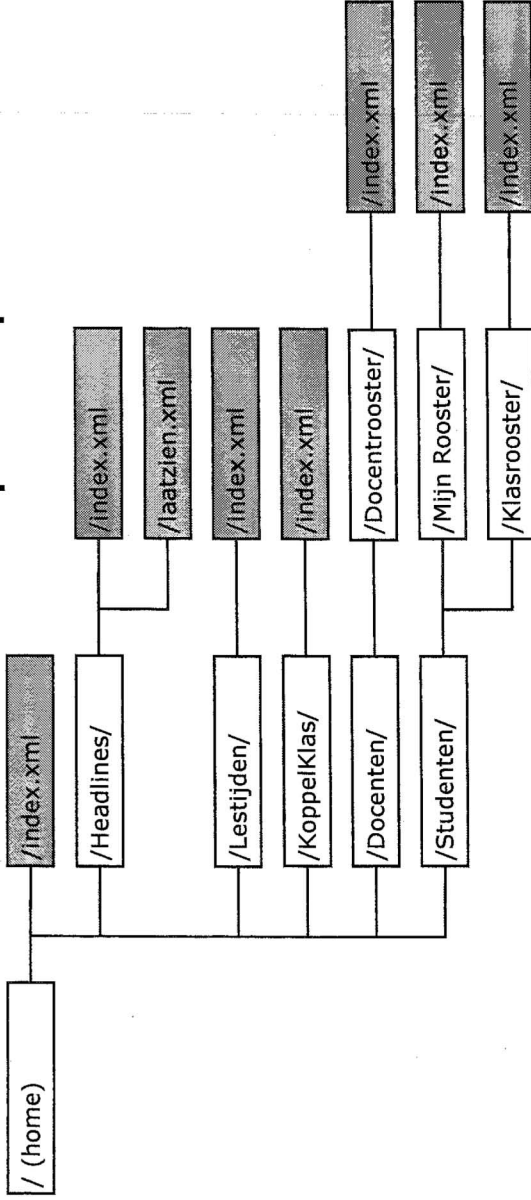 / (home)
/index.xml
/Headlines/
/index.xml
/laatzien.xml
/Lestijden/
/index.xml
/KoppelKlas/
/index.xml
/Docenten/
/Docentrooster/
/index.xml
/Studenten/
/Mijn Rooster/
/index.xml
/Klasrooster/
/index.xml